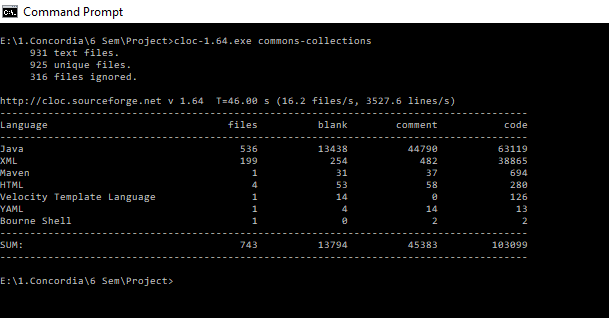 Command Prompt
E:\1.Concordia\6 Sem\Project>cloc-1.64.exe commons-collections
     931 text files.
     925 unique files.
     316 files ignored.
http://cloc.sourceforge.net v 1.64  T=46.00 s (16.2 files/s, 3527.6 lines/s)
-------------------------------------------------------------------------------
Language                     files          blank        comment           code
-------------------------------------------------------------------------------
Java                           536          13438          44790          63119
XML                            199            254            482          38865
Maven                            1             31             37            694
HTML                             4             53             58            280
Velocity Template Language       1             14              0            126
YAML                             1              4             14             13
Bourne Shell                     1              0              2              2
-------------------------------------------------------------------------------
SUM:                           743          13794          45383         103099
-------------------------------------------------------------------------------
E:\1.Concordia\6 Sem\Project>